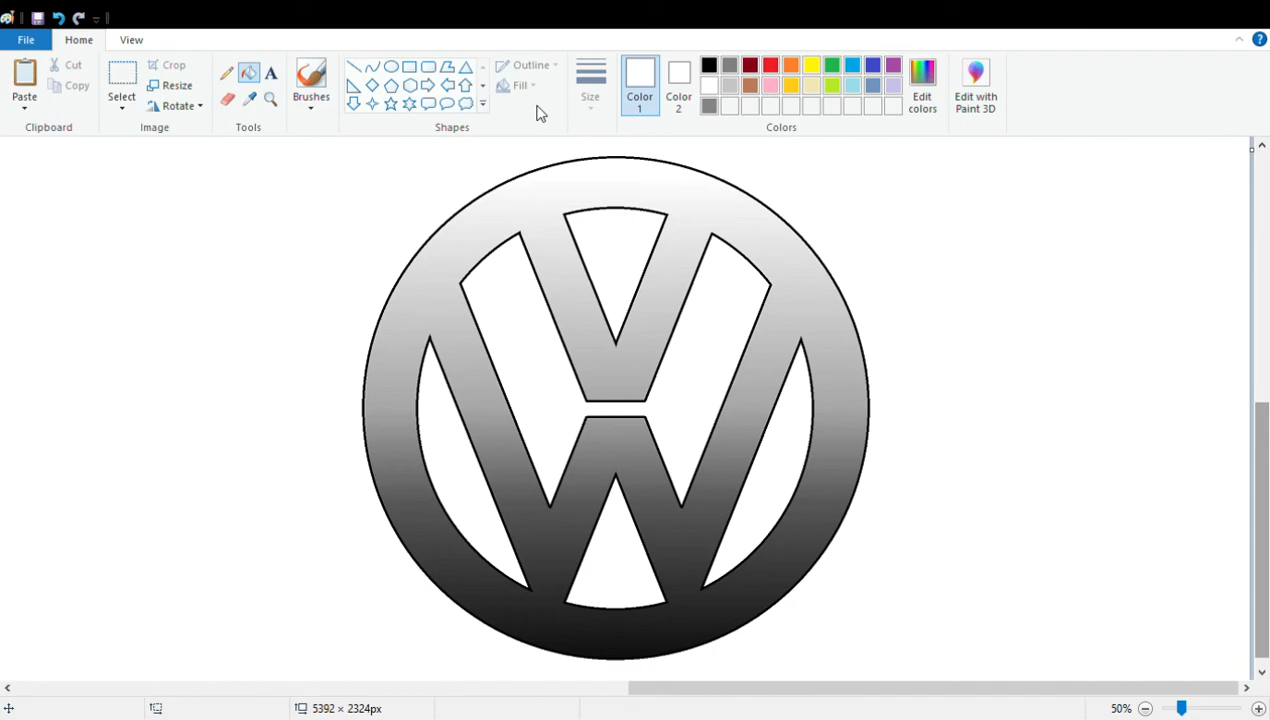 File Home View
Paste
Cut
Copy
Clipboard
Select
Crop
Resize
Rotate
Image
A
Tools
Brushes
Outline
Fill
Shapes
Size
Color 1
Color 2
Edit colors
Colors
Edit with Paint 3D
VW
5392 × 2324px
50%